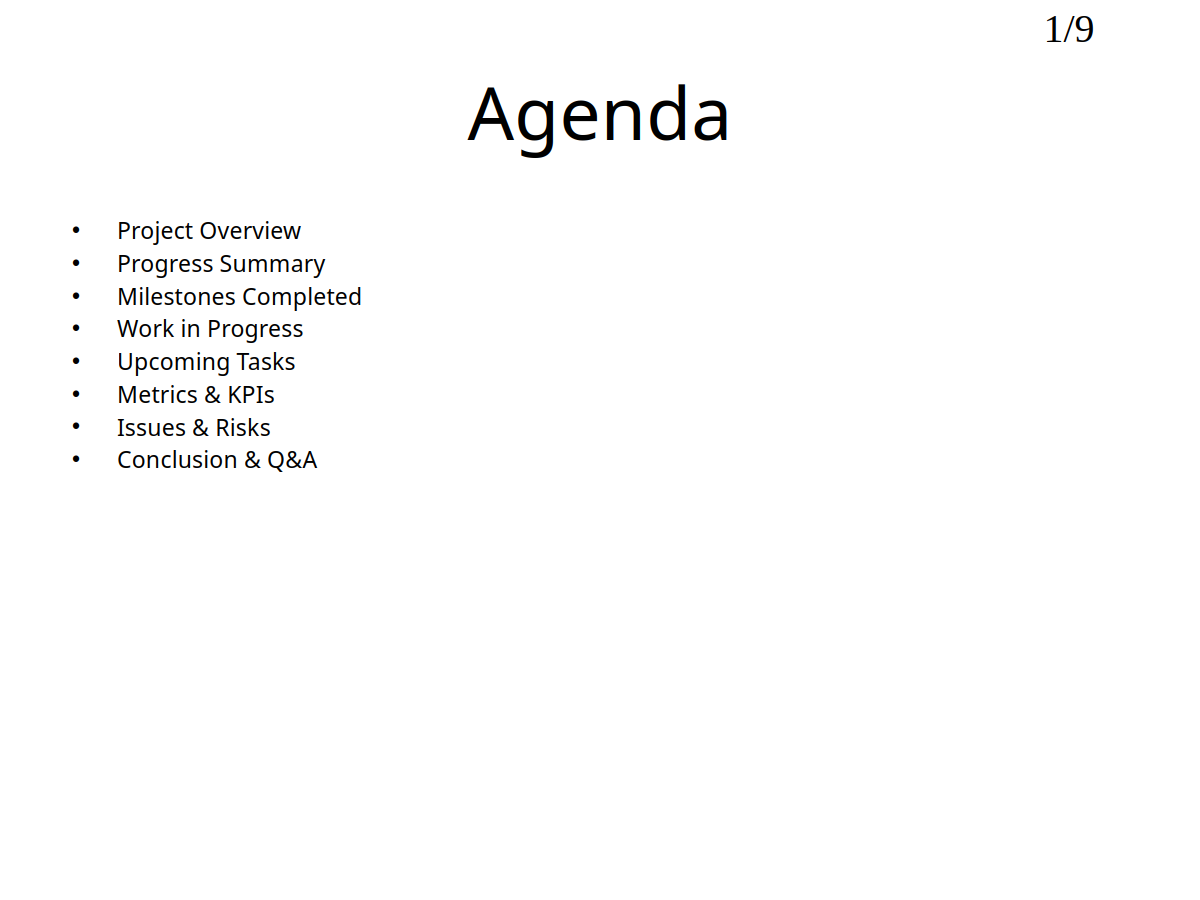 1/9
Agenda
• Project Overview
• Progress Summary
• Milestones Completed
• Work in Progress
• Upcoming Tasks
• Metrics & KPIs
• Issues & Risks
• Conclusion & Q&A